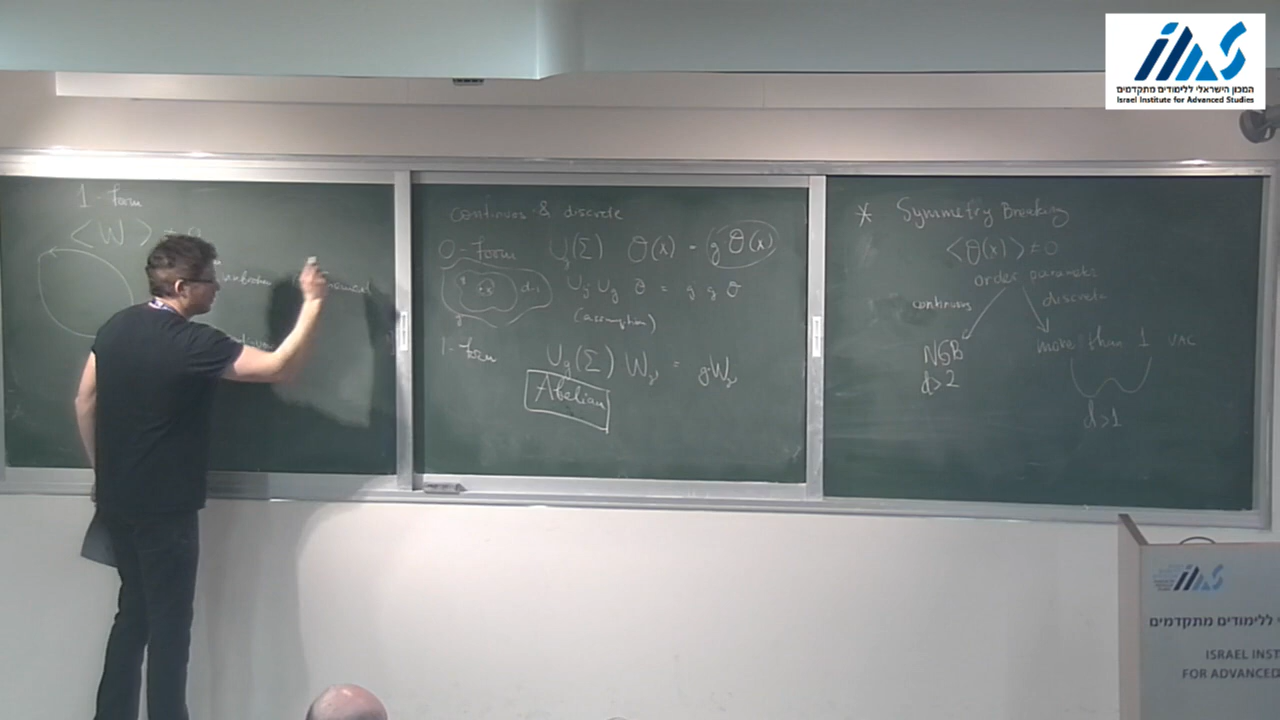 המכון הישראלי ללימודים מתקדמים
Israel Institute for Advanced Studies
1-Form
<W>
unbroken
continuos & discrete
0-Form U_g(Σ) O(x) = g O(x)
U_g U_g O = g g O
(assumption)
1-Form U_g(Σ) W_γ = g W_γ
Abelian
* Symmetry Breaking
<O(x)> ≠ 0
order parameter
continuous discrete
NGB more than 1 VAC
d>2
d>1
ללימודים מתקדמים
ISRAEL INST
FOR ADVANCED